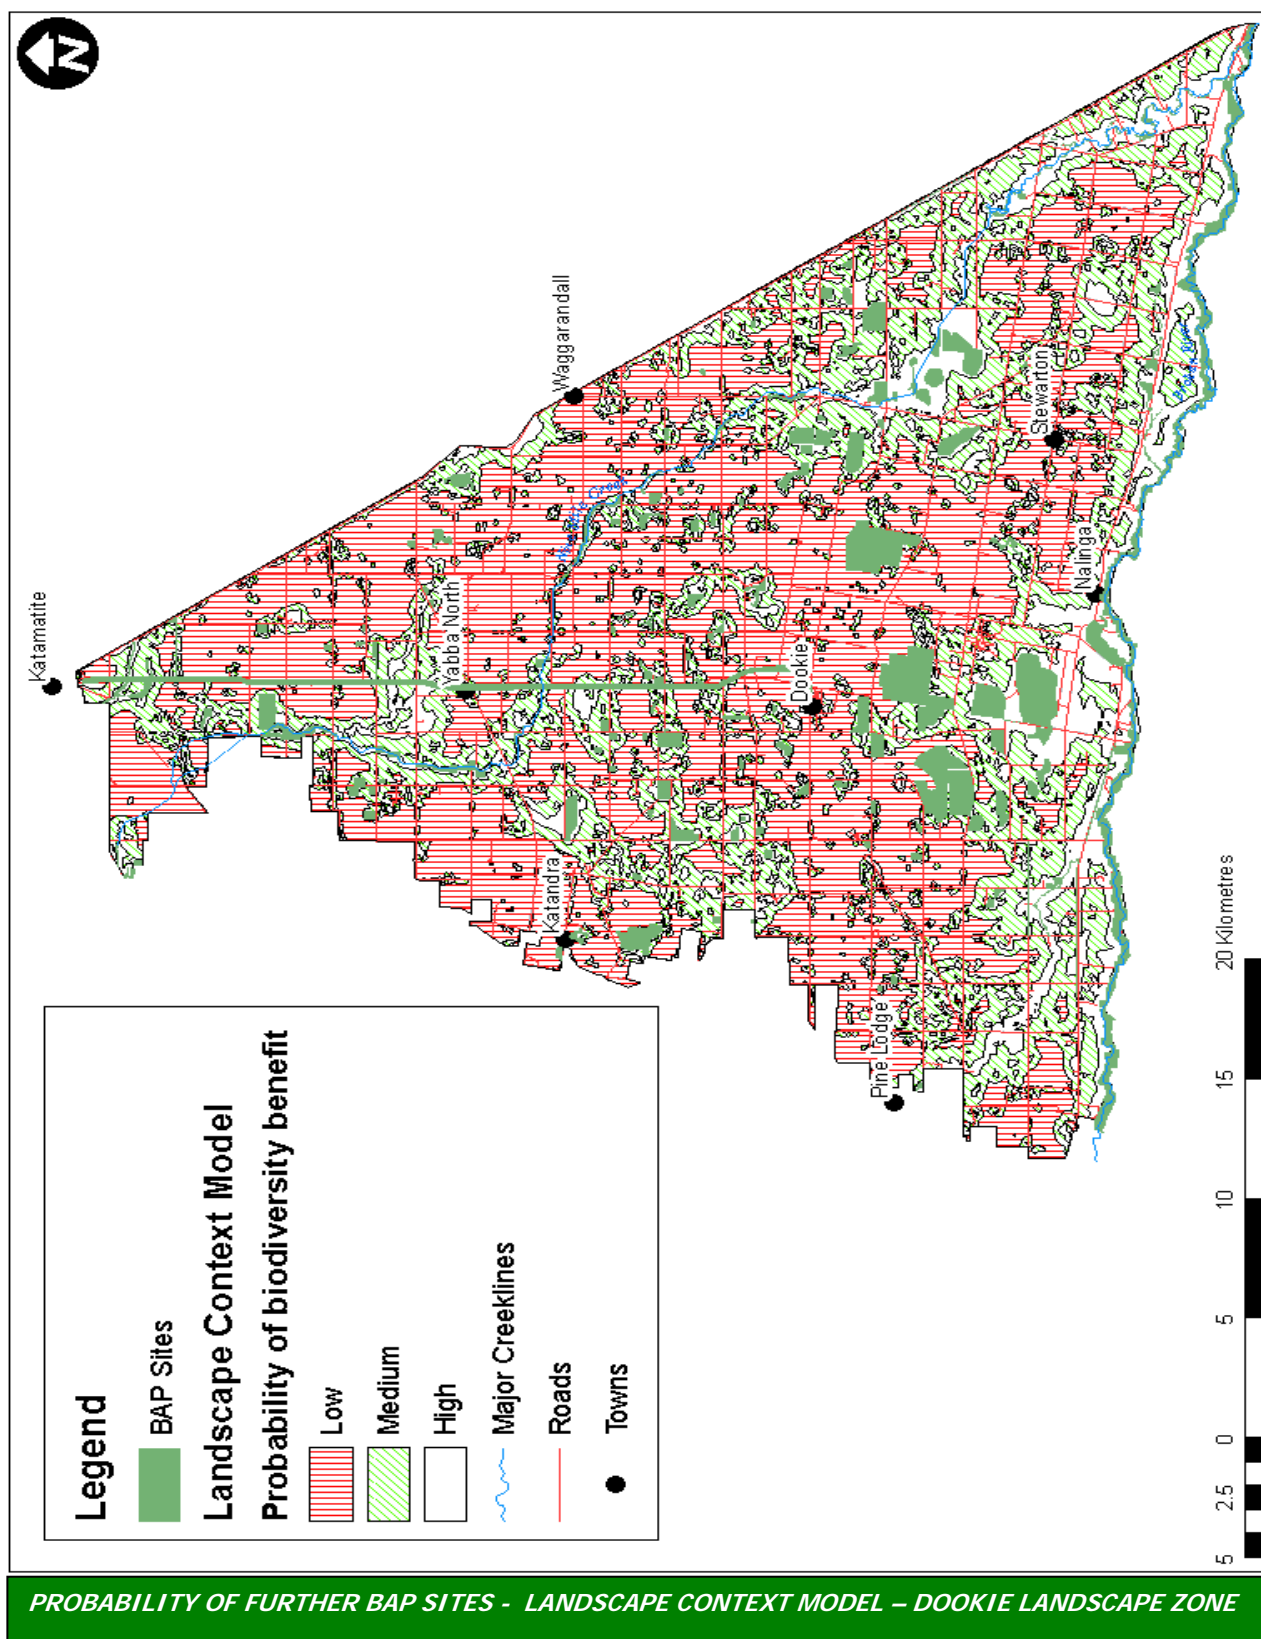 N
Katamatite
Waggarandall
Yabba North
Katandra
Dookie
Stewarton
Nalinga
Pine Lodge
Broken River
Legend
BAP Sites
Landscape Context Model
Probability of biodiversity benefit
Low
Medium
High
Major Creeklines
Roads
Towns
5 2.5 0 5 10 15 20 Kilometres
PROBABILITY OF FURTHER BAP SITES - LANDSCAPE CONTEXT MODEL – DOOKIE LANDSCAPE ZONE